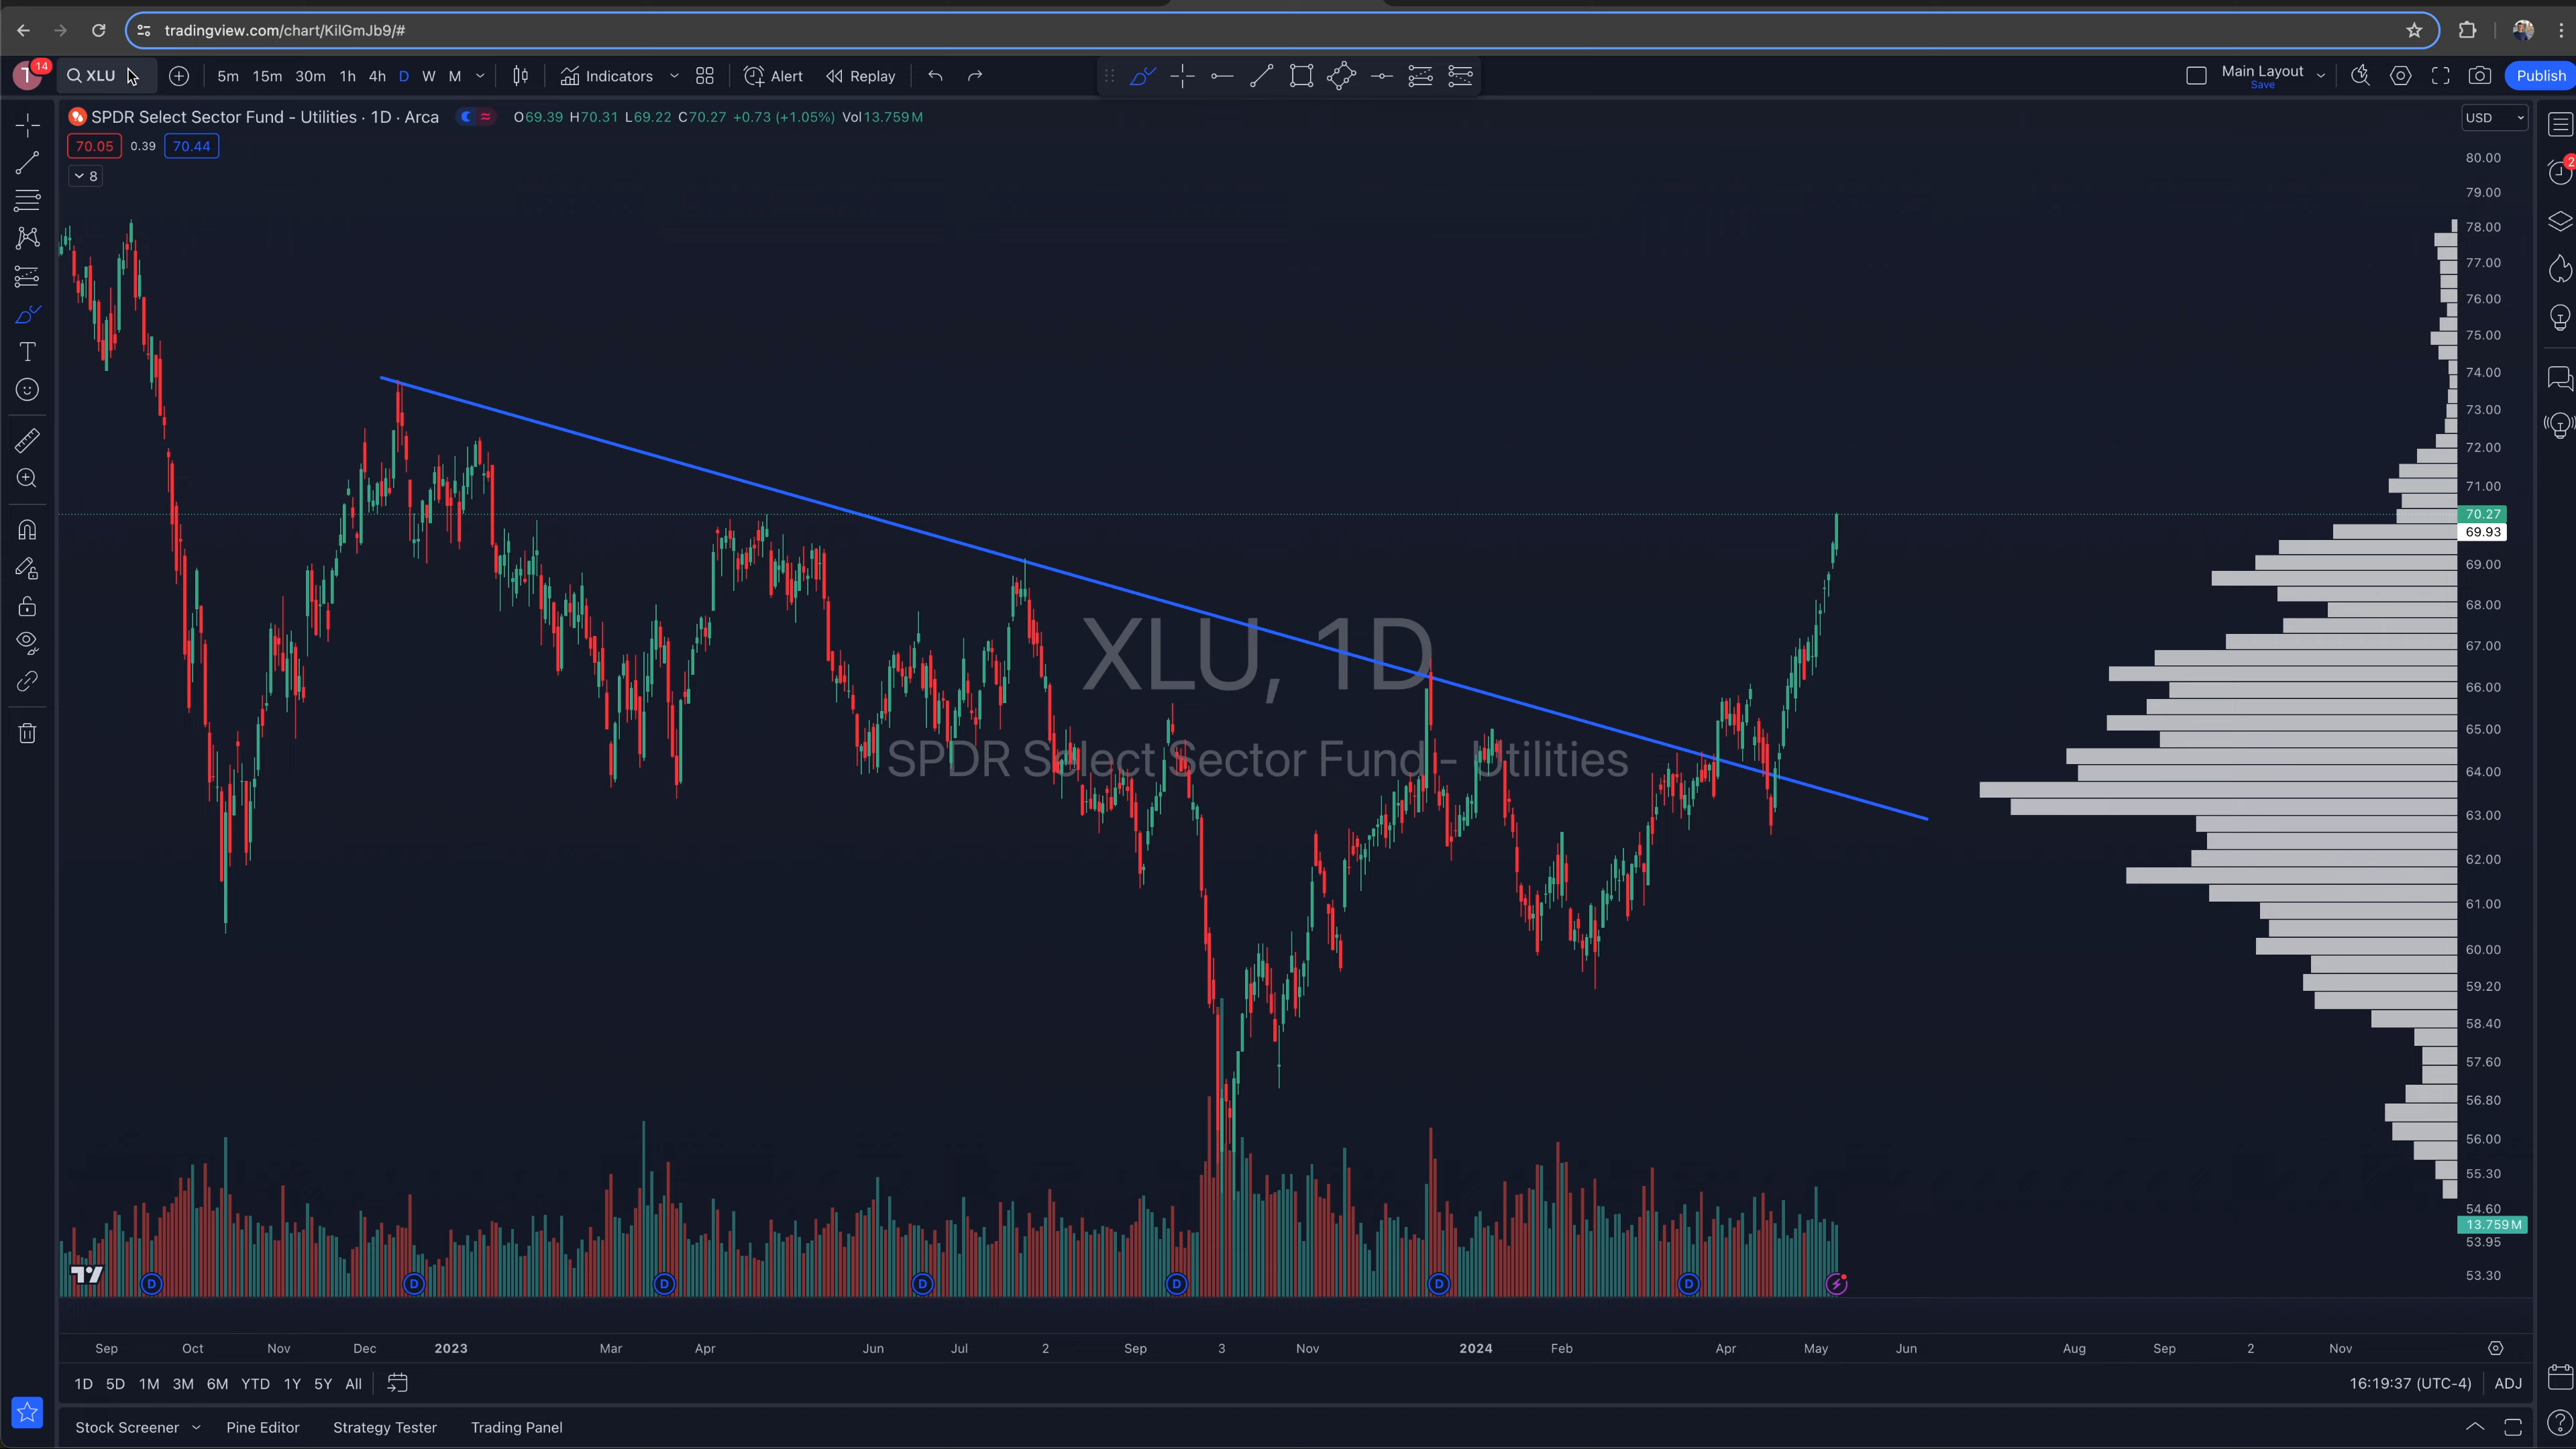 tradingview.com/chart/KilGmJb9/#
T 14 XLU 5m 15m 30m 1h 4h D W M Indicators Alert Replay Main Layout Publish
Save
SPDR Select Sector Fund - Utilities · 1D · Arca O69.39 H70.31 L69.22 C70.27 +0.73 (+1.05%) Vol13.759M USD
70.05 0.39 70.44
8
2
80.00
79.00
78.00
77.00
76.00
75.00
74.00
73.00
72.00
71.00
70.27
69.93
69.00
68.00
67.00
66.00
65.00
64.00
63.00
62.00
61.00
60.00
59.20
58.40
57.60
56.80
56.00
55.30
54.60
13.759M
53.95
53.30
XLU, 1D
SPDR Select Sector Fund - Utilities
D D D D D D D
Sep Oct Nov Dec 2023 Mar Apr Jun Jul 2 Sep 3 Nov 2024 Feb Apr May Jun Aug Sep 2 Nov
1D 5D 1M 3M 6M YTD 1Y 5Y All 16:19:37 (UTC-4) ADJ
Stock Screener Pine Editor Strategy Tester Trading Panel